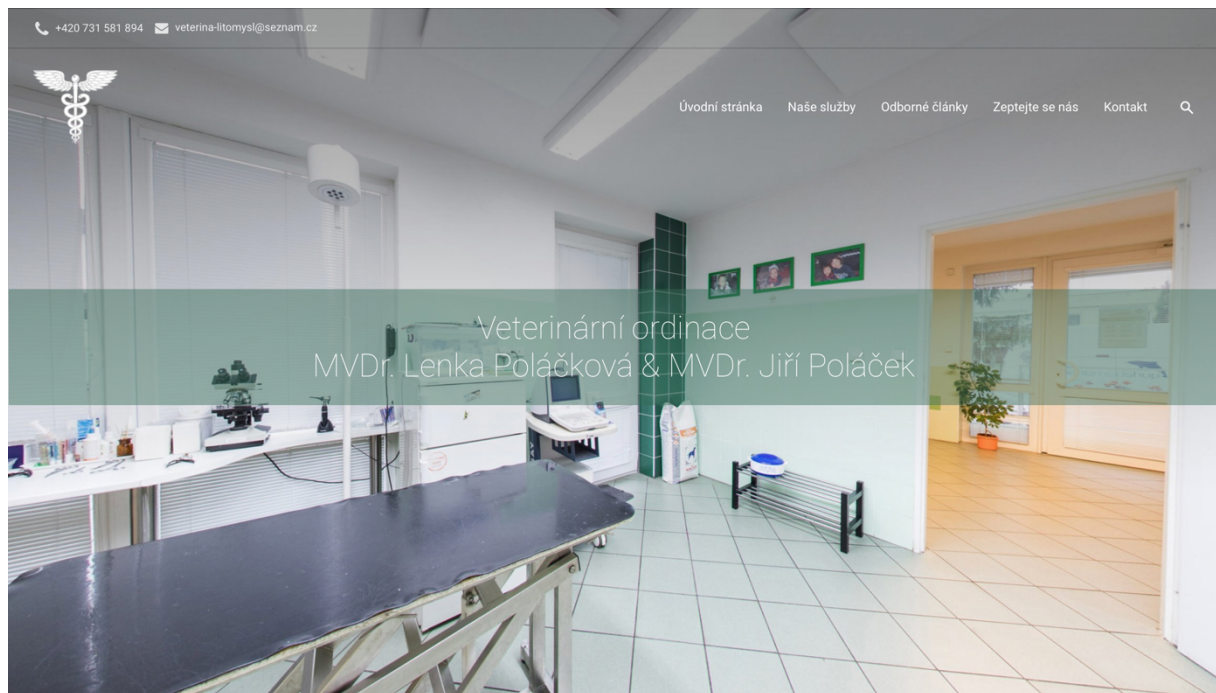 +420 731 581 894 veterina-litomysl@seznam.cz
Úvodní stránka Naše služby Odborné články Zeptejte se nás Kontakt
Veterinární ordinace
MVDr. Lenka Poláčková & MVDr. Jiří Poláček